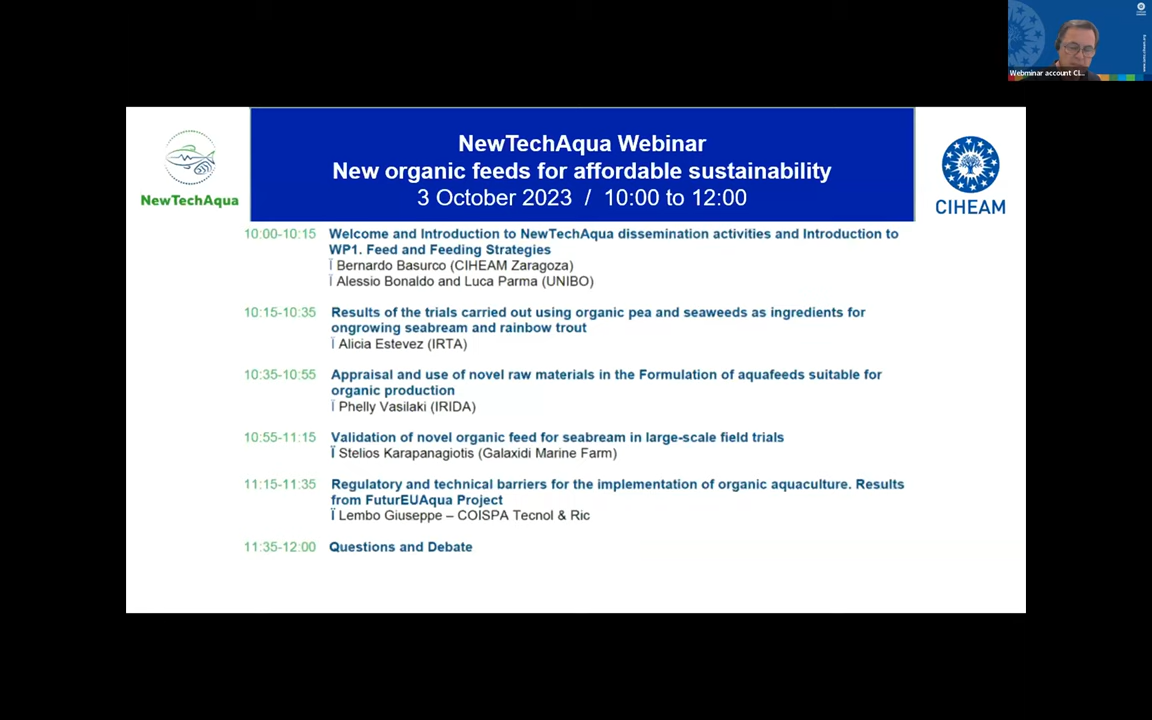 Webminar account CI...
NewTechAqua Webinar
New organic feeds for affordable sustainability
3 October 2023 / 10:00 to 12:00
NewTechAqua
CIHEAM
10:00-10:15 Welcome and Introduction to NewTechAqua dissemination activities and Introduction to
WP1. Feed and Feeding Strategies
Ï Bernardo Basurco (CIHEAM Zaragoza)
Ï Alessio Bonaldo and Luca Parma (UNIBO)
10:15-10:35 Results of the trials carried out using organic pea and seaweeds as ingredients for
ongrowing seabream and rainbow trout
Ï Alicia Estevez (IRTA)
10:35-10:55 Appraisal and use of novel raw materials in the Formulation of aquafeeds suitable for
organic production
Ï Phelly Vasilaki (IRIDA)
10:55-11:15 Validation of novel organic feed for seabream in large-scale field trials
Ï Stelios Karapanagiotis (Galaxidi Marine Farm)
11:15-11:35 Regulatory and technical barriers for the implementation of organic aquaculture. Results
from FuturEUAqua Project
Ï Lembo Giuseppe – COISPA Tecnol & Ric
11:35-12:00 Questions and Debate